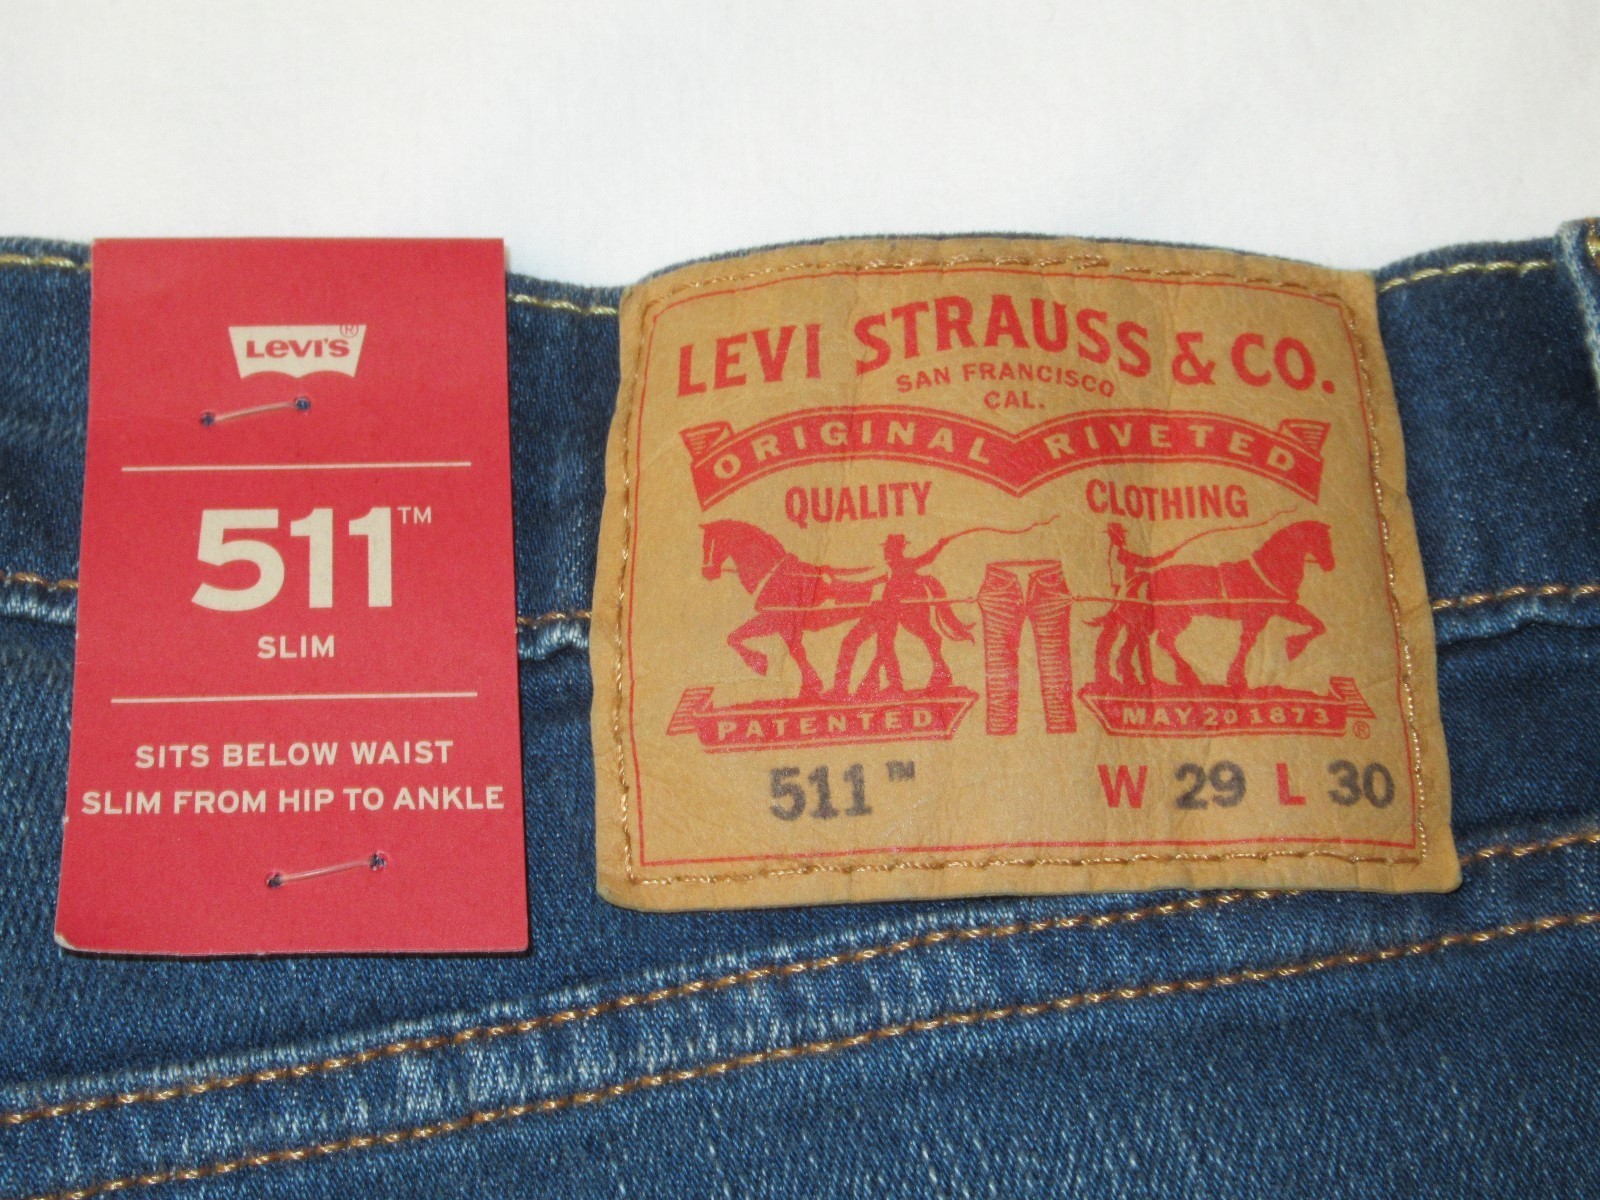 LEVI'S®
511™
SLIM
SITS BELOW WAIST
SLIM FROM HIP TO ANKLE
LEVI STRAUSS & CO.
SAN FRANCISCO
CAL.
ORIGINAL RIVETED
QUALITY CLOTHING
PATENTED MAY 20 1873 ®
511™ W 29 L 30